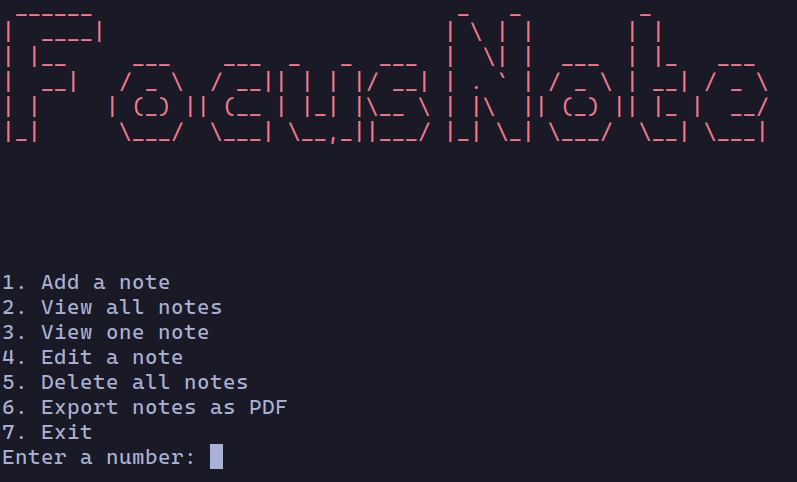 FocusNote
1. Add a note
2. View all notes
3. View one note
4. Edit a note
5. Delete all notes
6. Export notes as PDF
7. Exit
Enter a number: